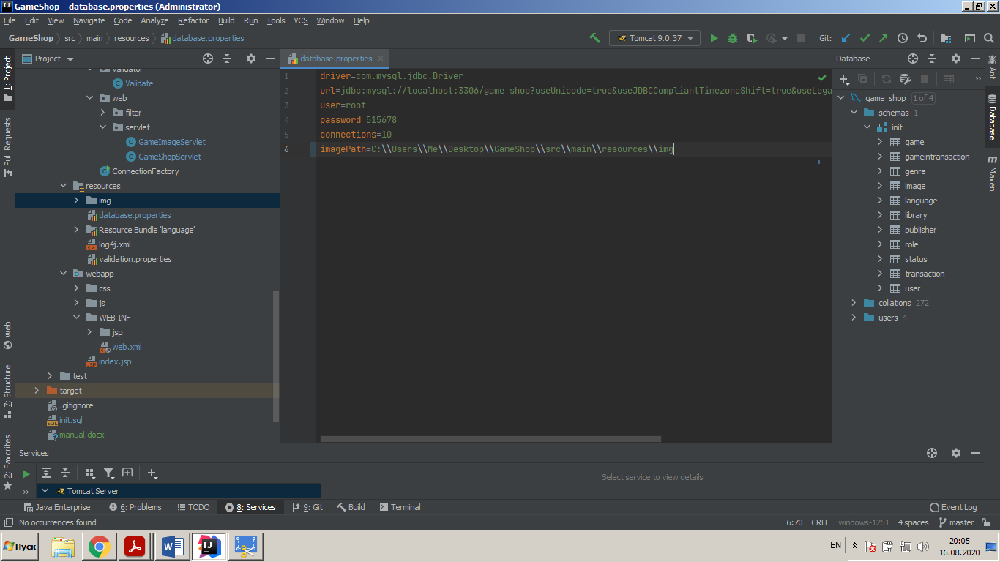 GameShop – database.properties (Administrator)
File Edit View Navigate Code Analyze Refactor Build Run Tools VCS Window Help
GameShop src main resources database.properties
Tomcat 9.0.37
Git:
Project
database.properties
Database
1: Project
Pull Requests
Web
7: Structure
2: Favorites
validator
Validate
web
filter
servlet
GameImageServlet
GameShopServlet
ConnectionFactory
resources
img
database.properties
Resource Bundle 'language'
log4j.xml
validation.properties
webapp
css
js
WEB-INF
jsp
web.xml
index.jsp
test
target
.gitignore
init.sql
manual.docx
1 driver=com.mysql.jdbc.Driver
2 url=jdbc:mysql://localhost:3306/game_shop?useUnicode=true&useJDBCCompliantTimezoneShift=true&useLega
3 user=root
4 password=515678
5 connections=10
6 imagePath=C:\\Users\\Me\\Desktop\\GameShop\\src\\main\\resources\\img
game_shop 1 of 4
schemas 1
init
game
gameintransaction
genre
image
language
library
publisher
role
status
transaction
user
collations 272
users 4
Ant
Database
m Maven
Services
Tomcat Server
Select service to view details
Java Enterprise 6: Problems TODO 8: Services 9: Git Build Terminal Event Log
No occurrences found
6:70 CRLF windows-1251 4 spaces master
Пуск
EN
20:05
16.08.2020